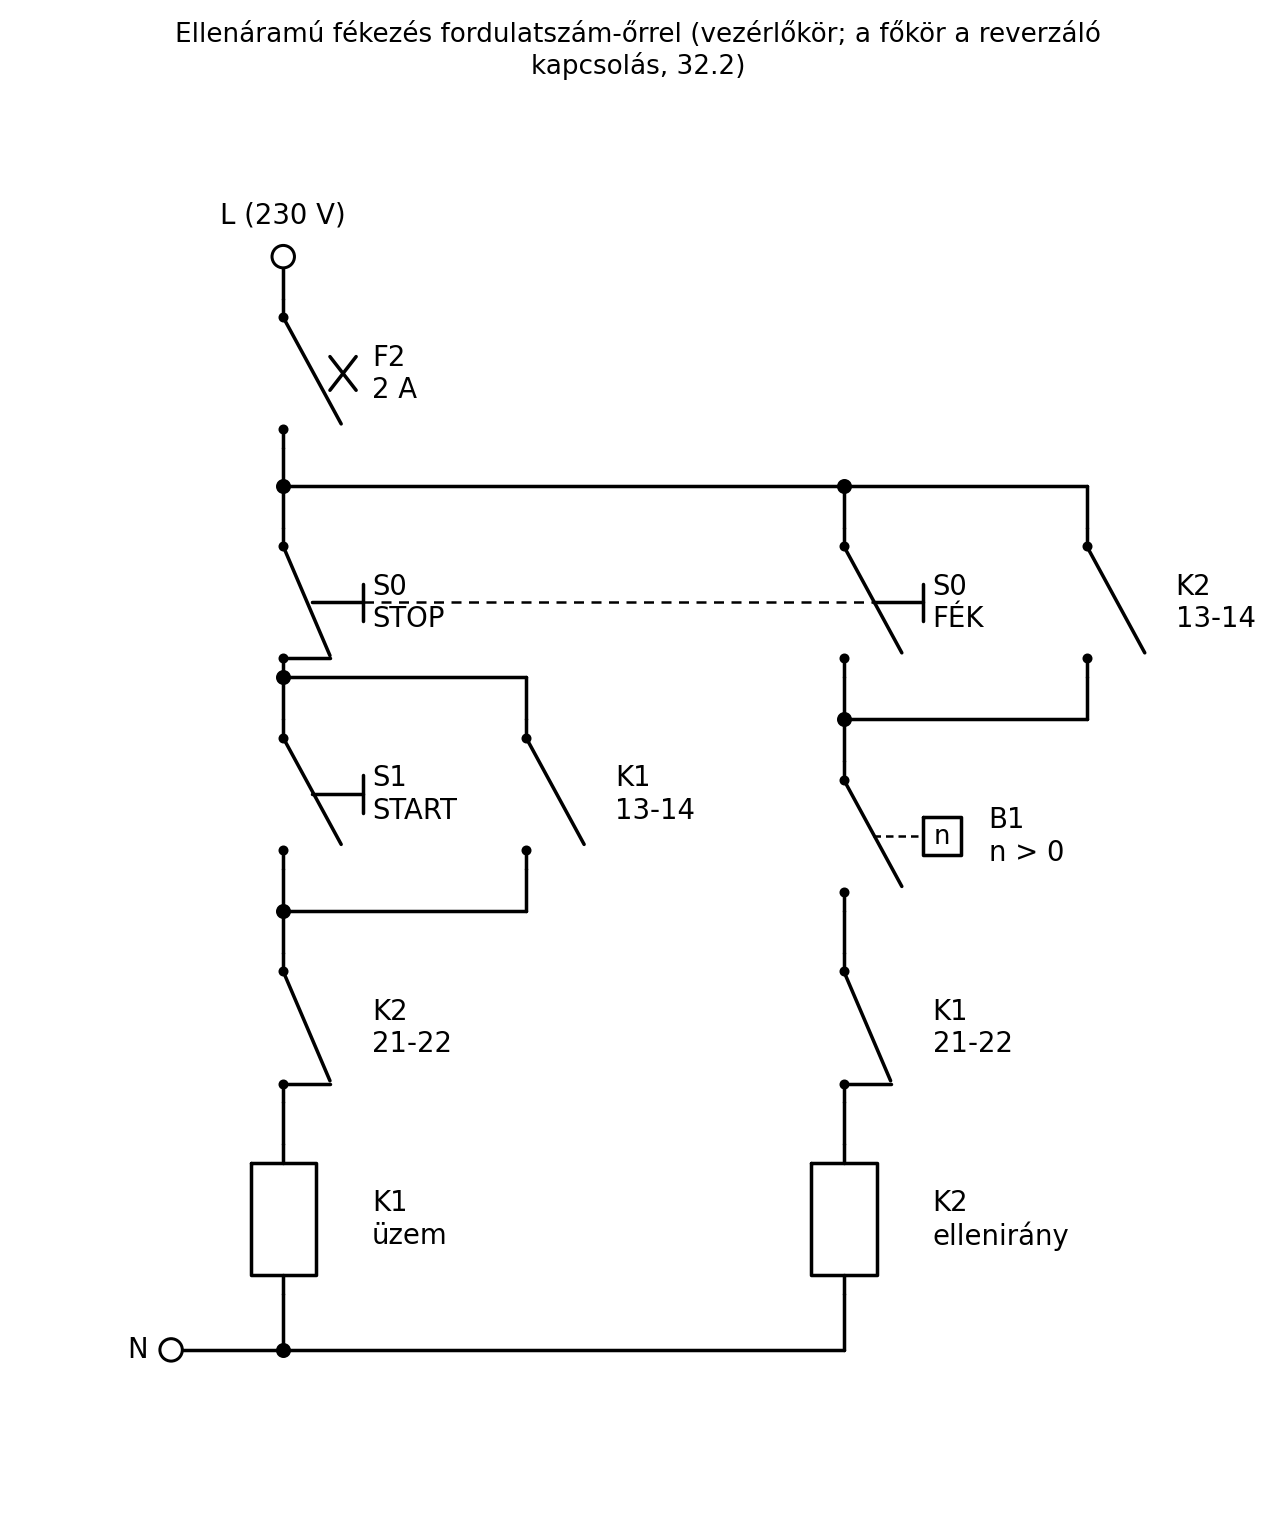 Ellenáramú fékezés fordulatszám-őrrel (vezérlőkör; a főkör a reverzáló
kapcsolás, 32.2)
L (230 V)
F2
2 A
S0
STOP
S0
FÉK
K2
13-14
S1
START
K1
13-14
n
B1
n > 0
K2
21-22
K1
21-22
K1
üzem
K2
ellenirány
N